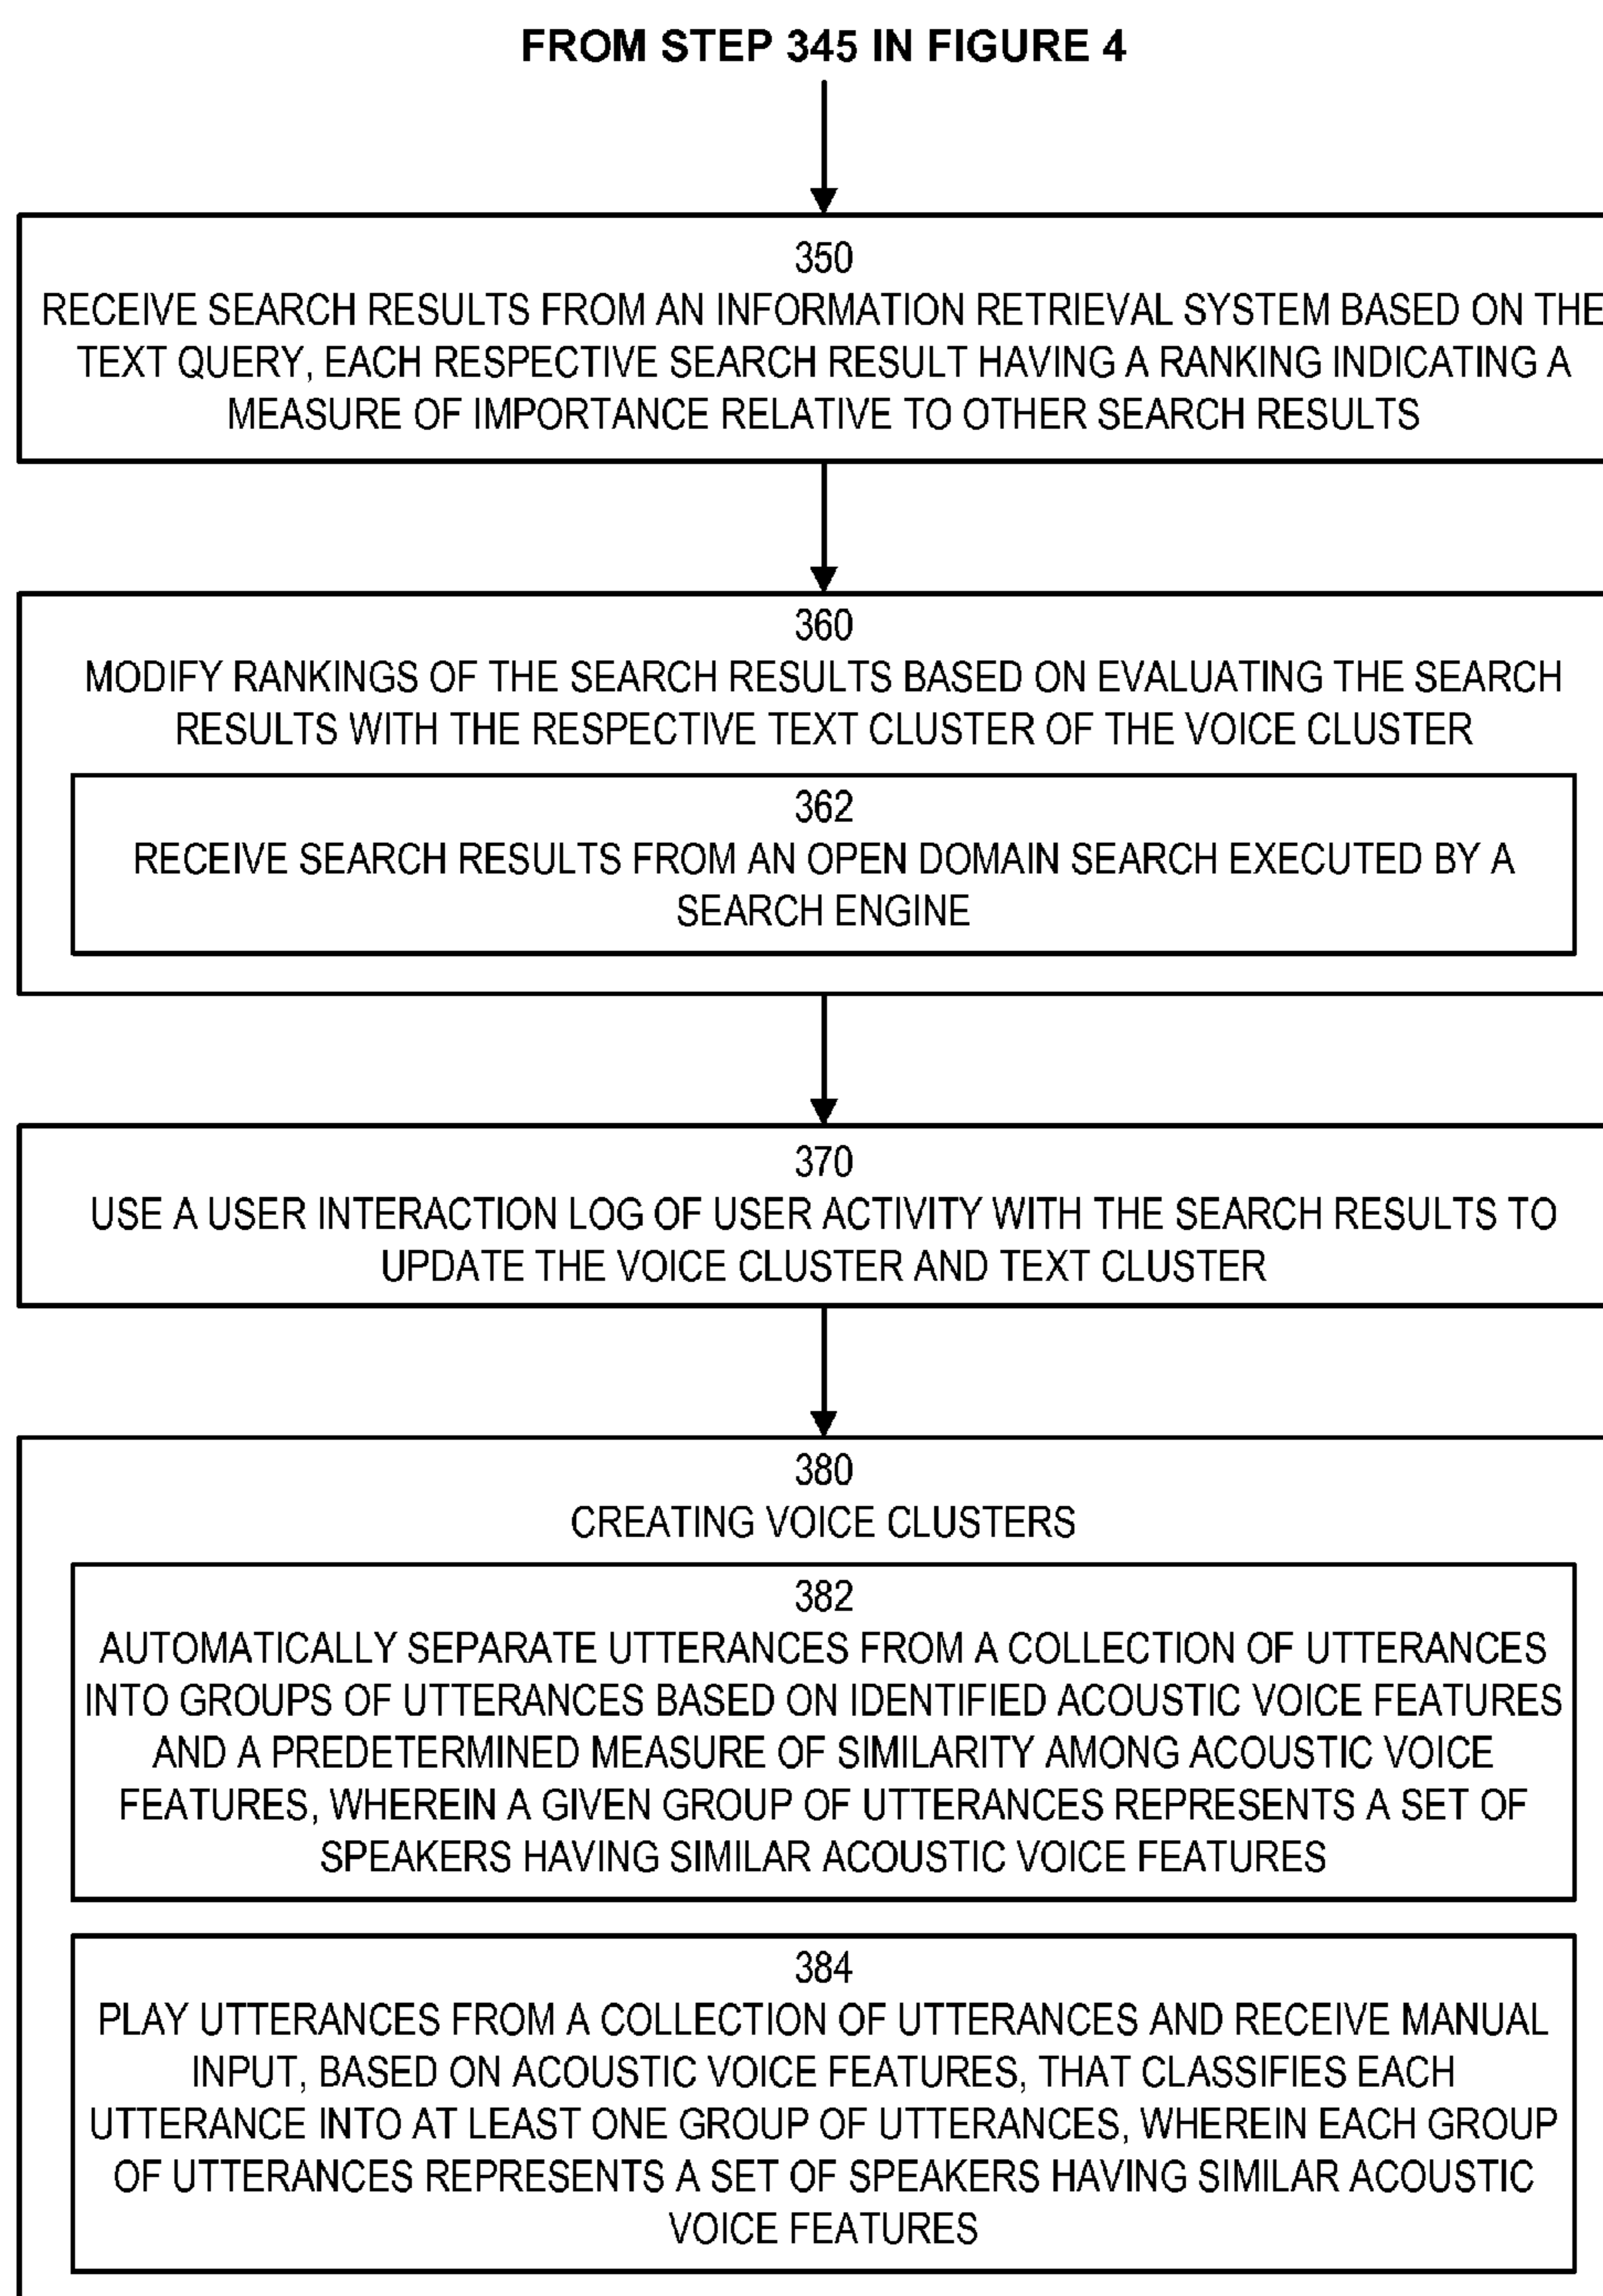 FROM STEP 345 IN FIGURE 4
350
RECEIVE SEARCH RESULTS FROM AN INFORMATION RETRIEVAL SYSTEM BASED ON THE
TEXT QUERY, EACH RESPECTIVE SEARCH RESULT HAVING A RANKING INDICATING A
MEASURE OF IMPORTANCE RELATIVE TO OTHER SEARCH RESULTS
360
MODIFY RANKINGS OF THE SEARCH RESULTS BASED ON EVALUATING THE SEARCH
RESULTS WITH THE RESPECTIVE TEXT CLUSTER OF THE VOICE CLUSTER
362
RECEIVE SEARCH RESULTS FROM AN OPEN DOMAIN SEARCH EXECUTED BY A
SEARCH ENGINE
370
USE A USER INTERACTION LOG OF USER ACTIVITY WITH THE SEARCH RESULTS TO
UPDATE THE VOICE CLUSTER AND TEXT CLUSTER
380
CREATING VOICE CLUSTERS
382
AUTOMATICALLY SEPARATE UTTERANCES FROM A COLLECTION OF UTTERANCES
INTO GROUPS OF UTTERANCES BASED ON IDENTIFIED ACOUSTIC VOICE FEATURES
AND A PREDETERMINED MEASURE OF SIMILARITY AMONG ACOUSTIC VOICE
FEATURES, WHEREIN A GIVEN GROUP OF UTTERANCES REPRESENTS A SET OF
SPEAKERS HAVING SIMILAR ACOUSTIC VOICE FEATURES
384
PLAY UTTERANCES FROM A COLLECTION OF UTTERANCES AND RECEIVE MANUAL
INPUT, BASED ON ACOUSTIC VOICE FEATURES, THAT CLASSIFIES EACH
UTTERANCE INTO AT LEAST ONE GROUP OF UTTERANCES, WHEREIN EACH GROUP
OF UTTERANCES REPRESENTS A SET OF SPEAKERS HAVING SIMILAR ACOUSTIC
VOICE FEATURES